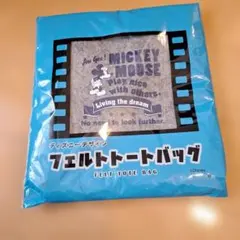 Are You?
MICKEY
MOUSE
Play nice
with others.
Living the dream
No need to look further.
ディズニーデザイン
フェルトトートバッグ
FELT TOTE BAG